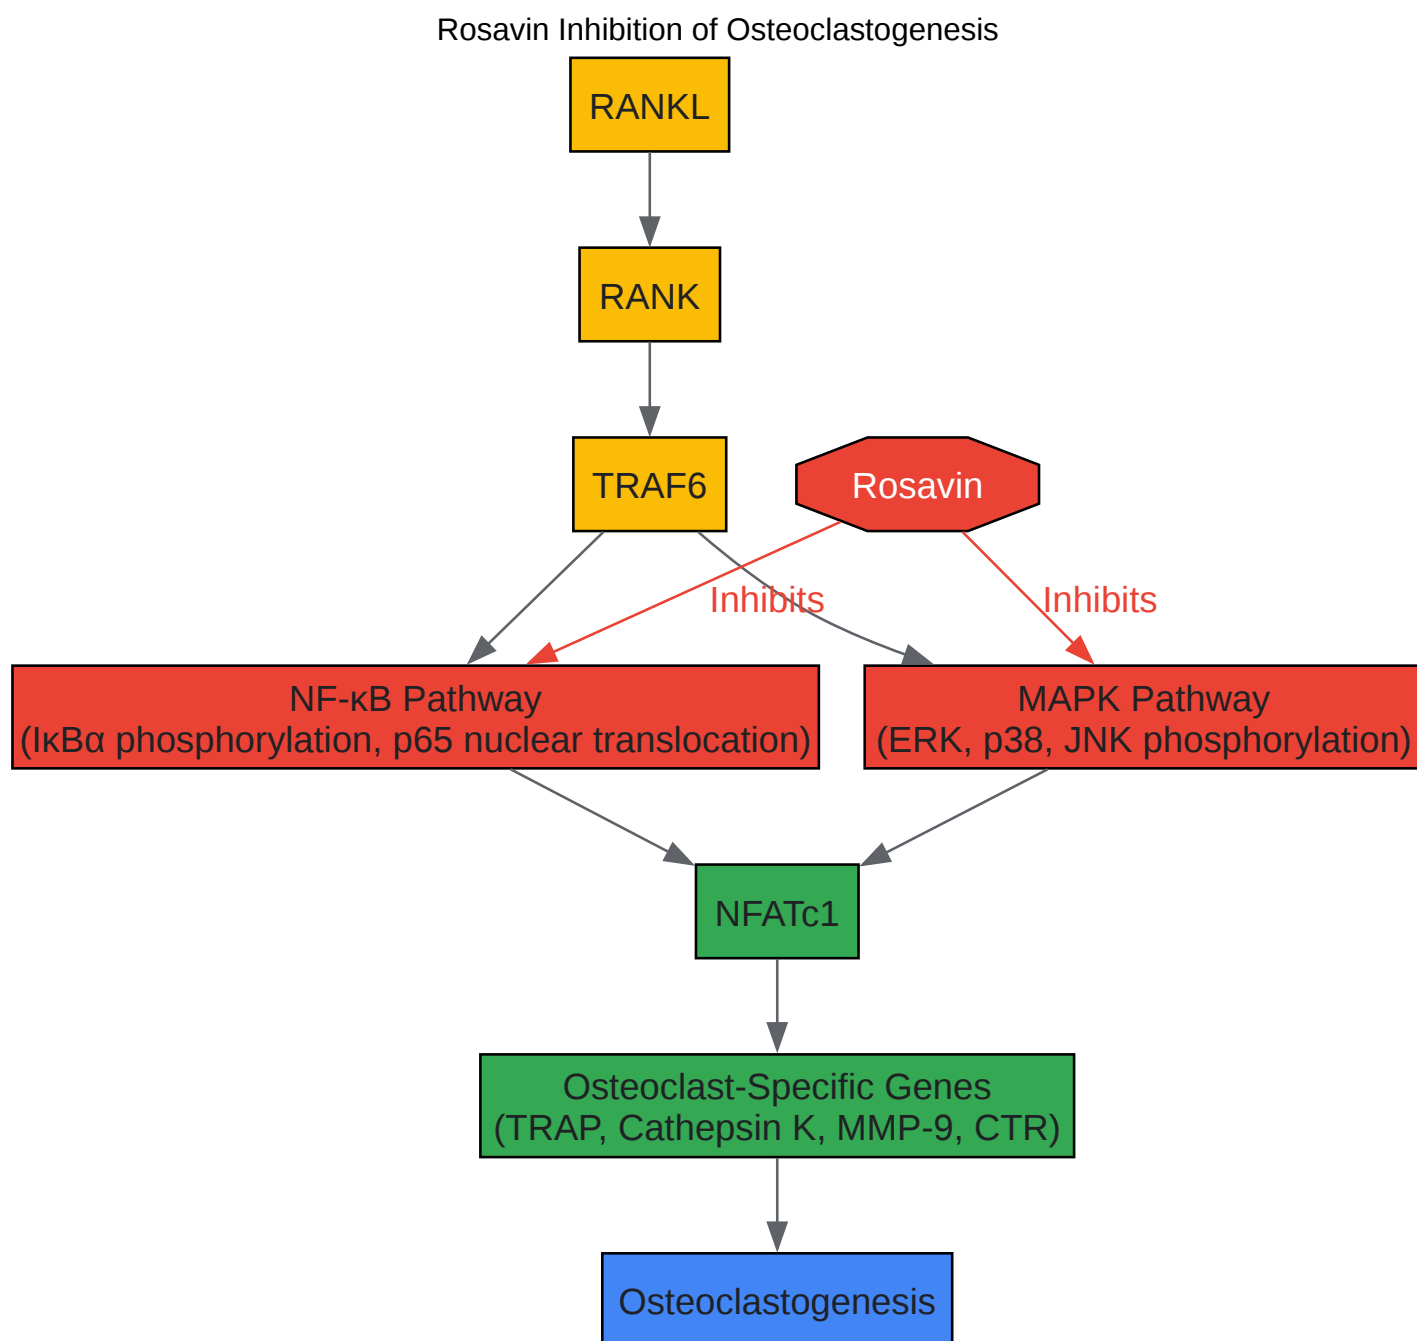 Rosavin Inhibition of Osteoclastogenesis
RANKL
RANK
TRAF6
Rosavin
Inhibits
Inhibits
NF-κB Pathway
(IκBα phosphorylation, p65 nuclear translocation)
MAPK Pathway
(ERK, p38, JNK phosphorylation)
NFATc1
Osteoclast-Specific Genes
(TRAP, Cathepsin K, MMP-9, CTR)
Osteoclastogenesis